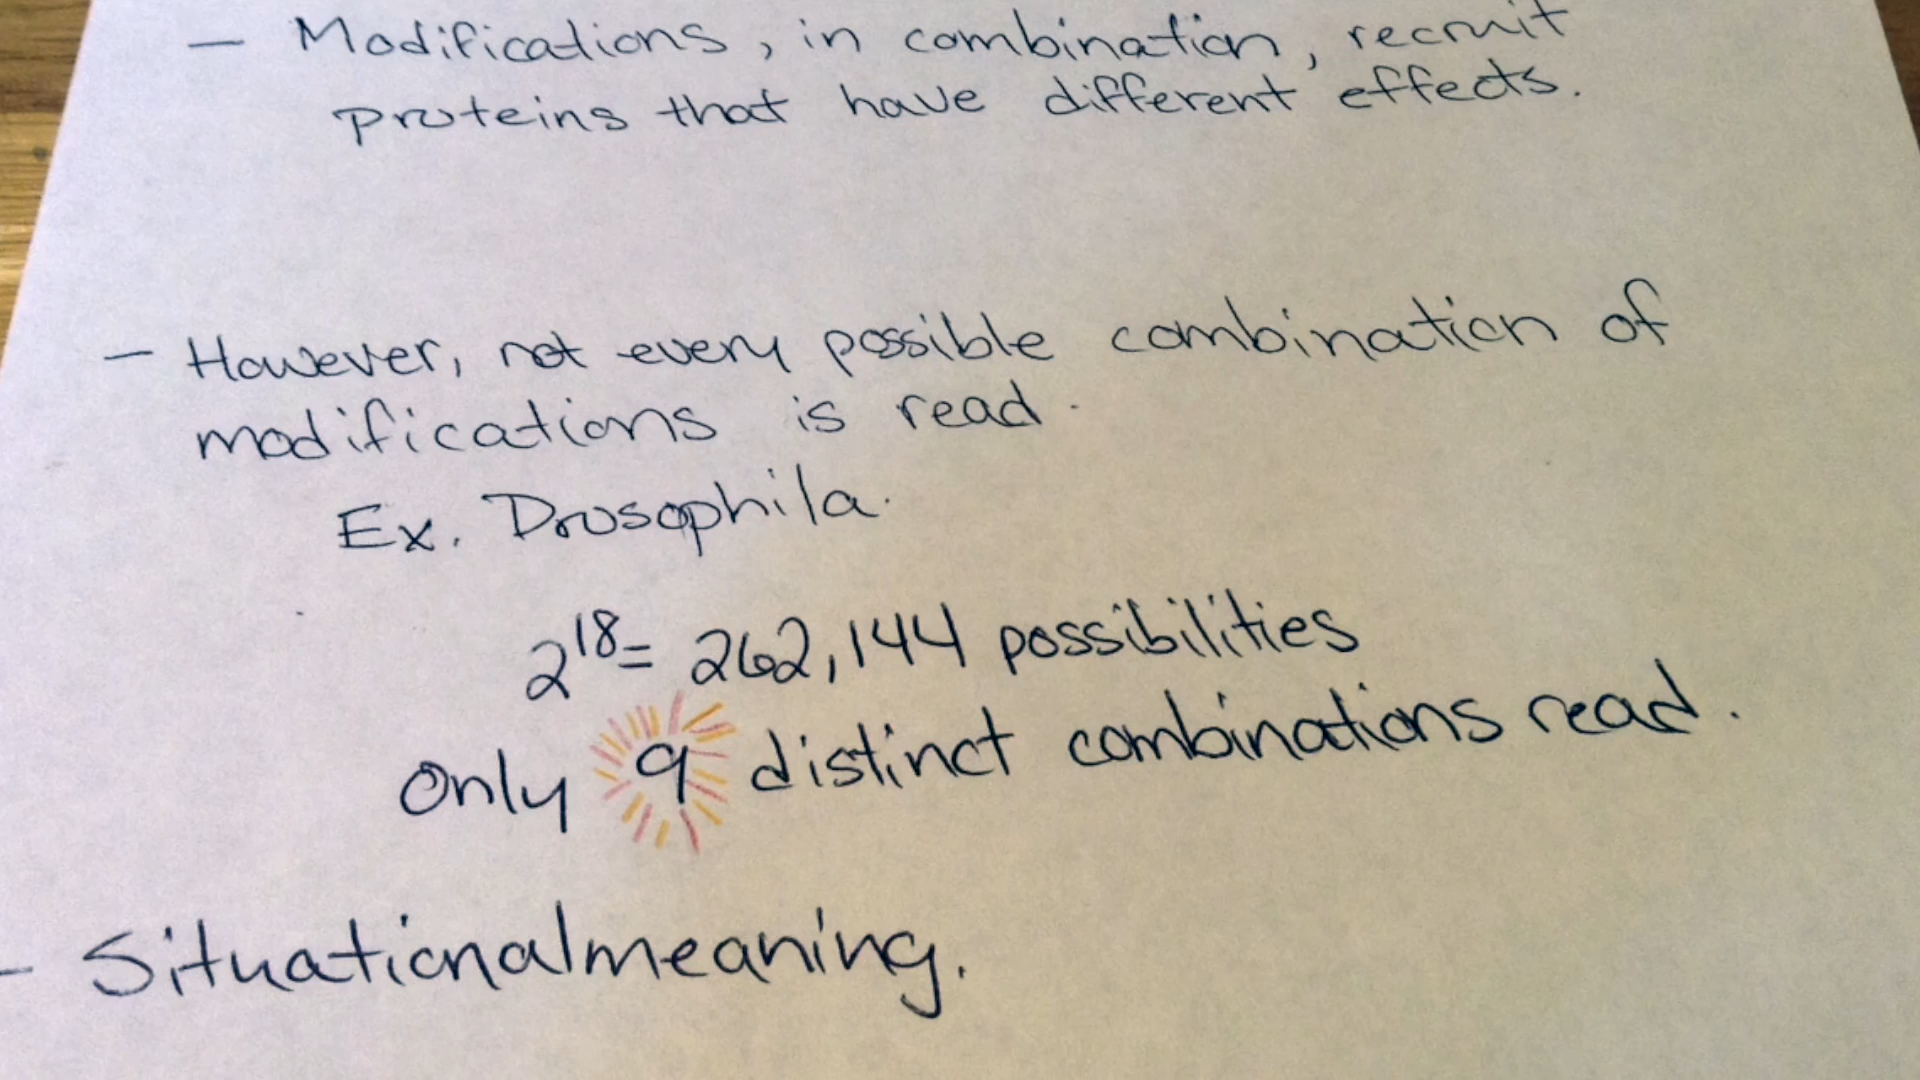 — Modifications, in combination, recruit
proteins that have different effects.
— However, not every possible combination of
modifications is read.
Ex. Drosophila.
2^18 = 262,144 possibilities
Only 9 distinct combinations read.
- Situationalmeaning.